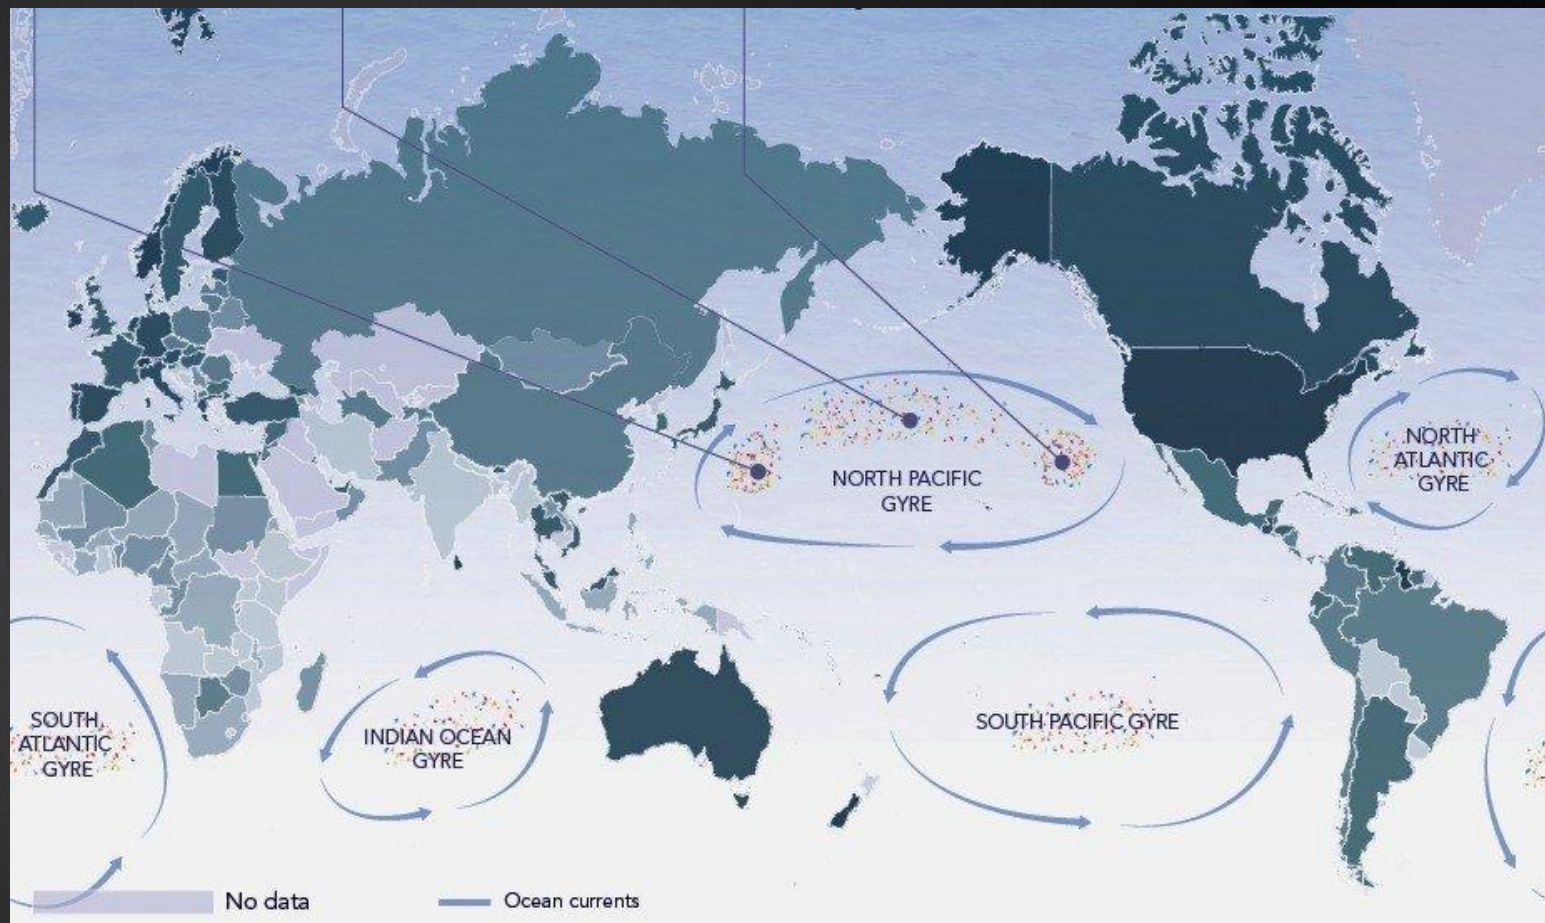 NORTH PACIFIC
GYRE
NORTH
ATLANTIC
GYRE
SOUTH
ATLANTIC
GYRE
INDIAN OCEAN
GYRE
SOUTH PACIFIC GYRE
No data
Ocean currents